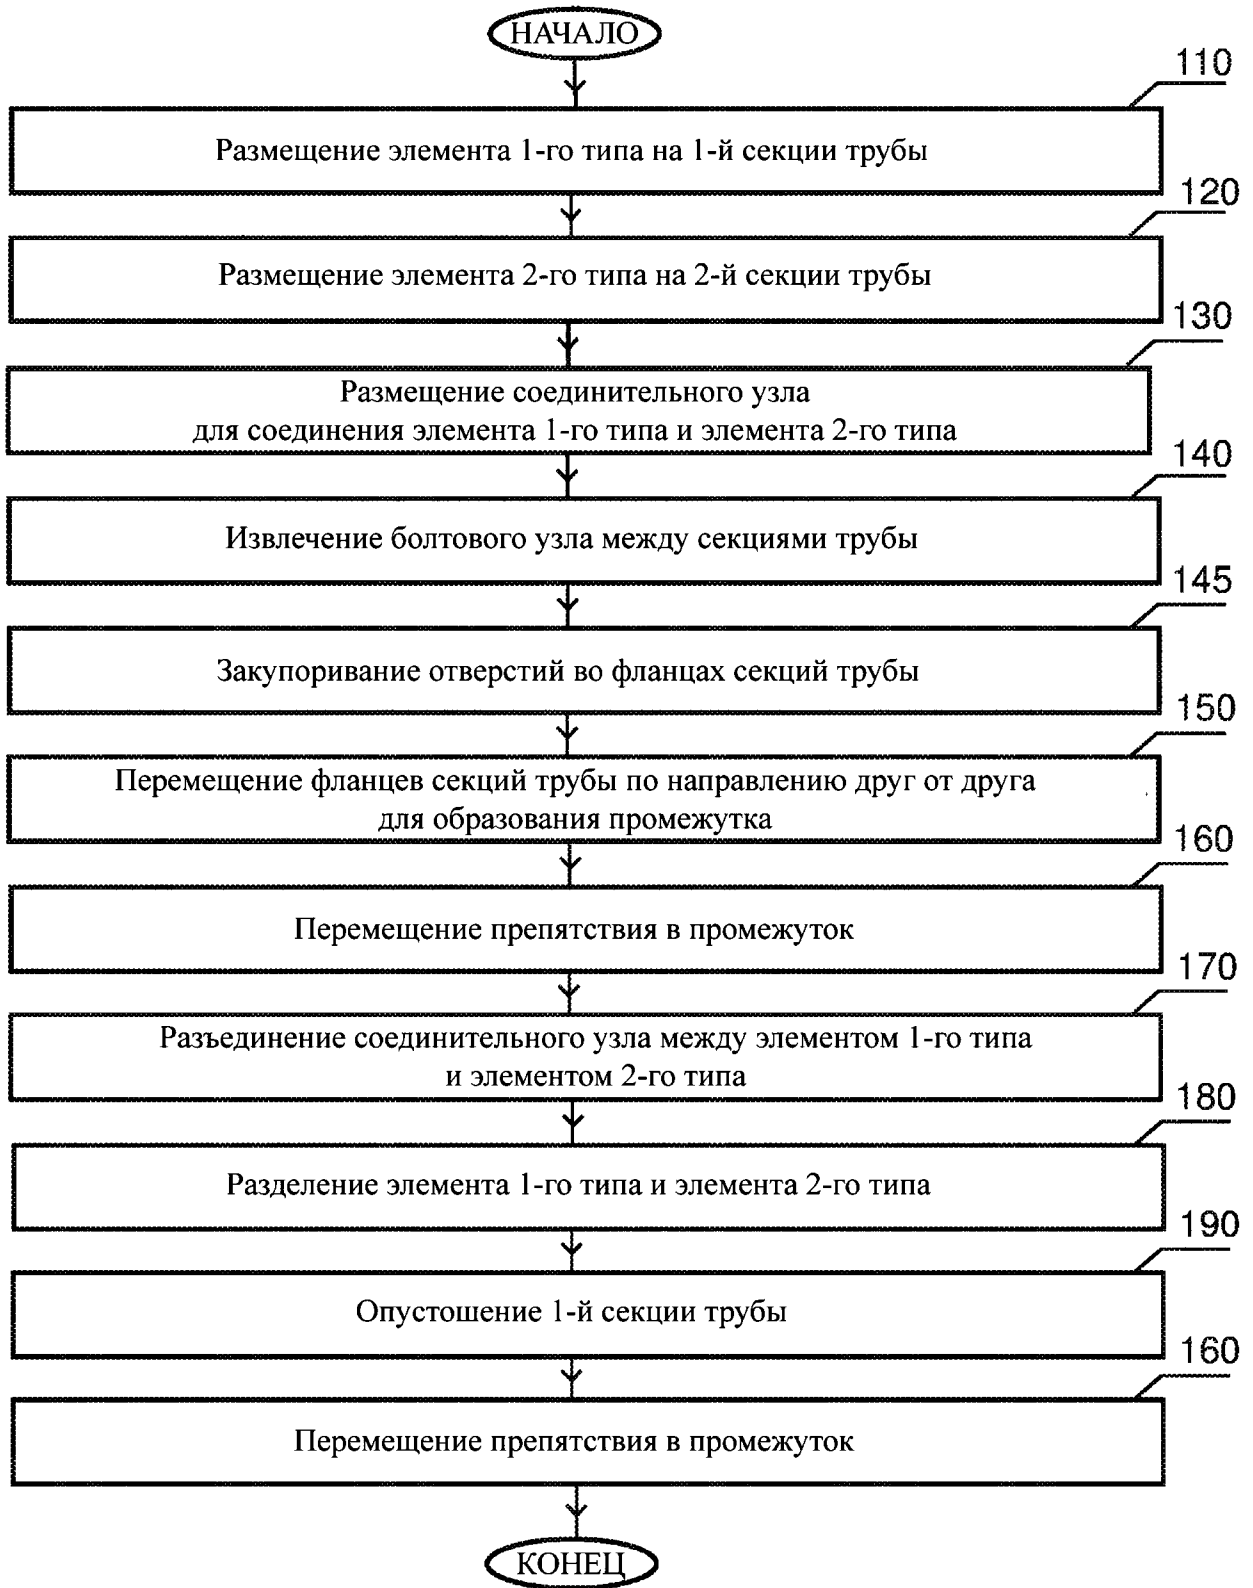 НАЧАЛО
110
Размещение элемента 1-го типа на 1-й секции трубы
120
Размещение элемента 2-го типа на 2-й секции трубы
130
Размещение соединительного узла
для соединения элемента 1-го типа и элемента 2-го типа
140
Извлечение болтового узла между секциями трубы
145
Закупоривание отверстий во фланцах секций трубы
150
Перемещение фланцев секций трубы по направлению друг от друга
для образования промежутка
160
Перемещение препятствия в промежуток
170
Разъединение соединительного узла между элементом 1-го типа
и элементом 2-го типа
180
Разделение элемента 1-го типа и элемента 2-го типа
190
Опустошение 1-й секции трубы
160
Перемещение препятствия в промежуток
КОНЕЦ